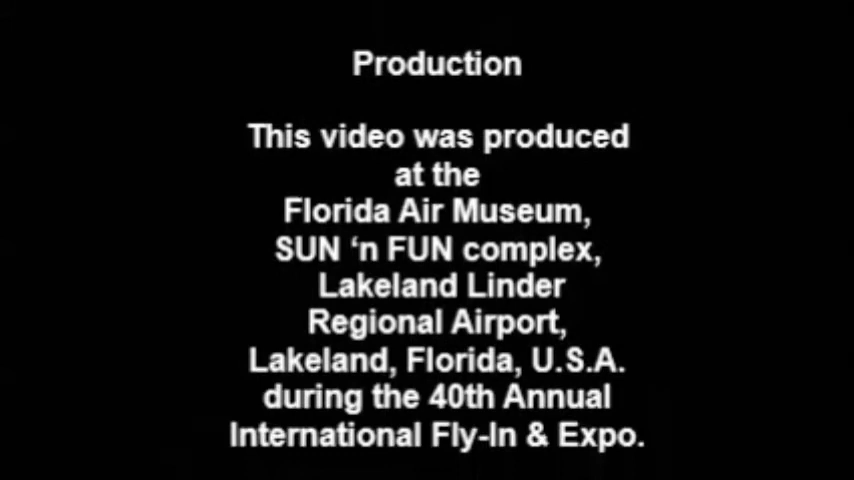 Production
This video was produced
at the
Florida Air Museum,
SUN ‘n FUN complex,
Lakeland Linder
Regional Airport,
Lakeland, Florida, U.S.A.
during the 40th Annual
International Fly-In & Expo.